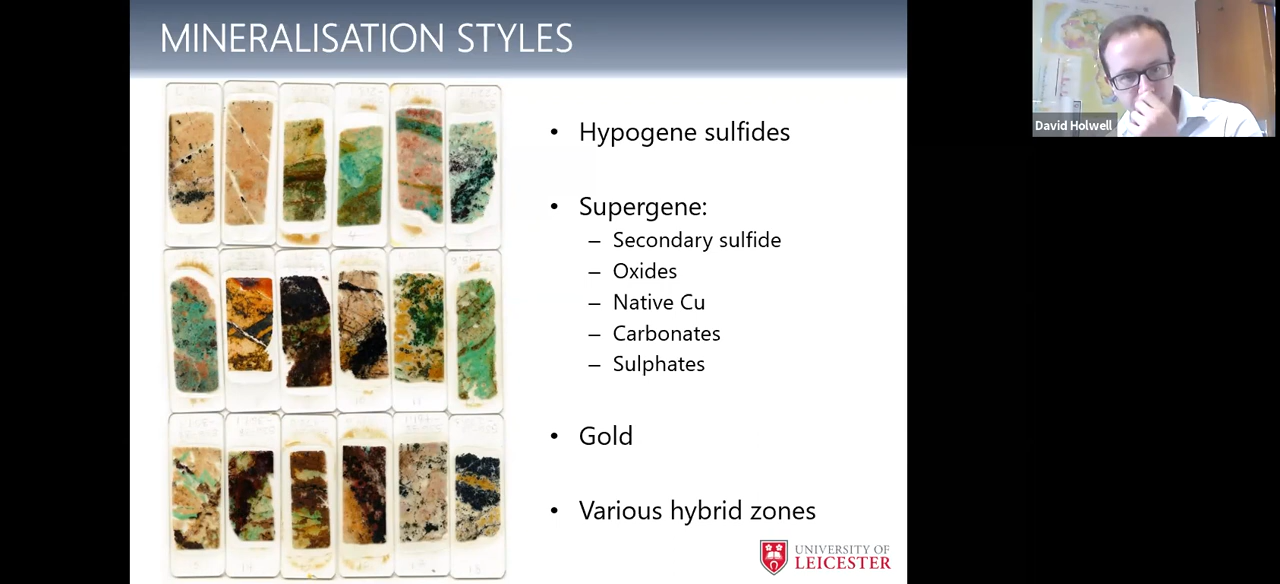 MINERALISATION STYLES
David Holwell
• Hypogene sulfides
• Supergene:
– Secondary sulfide
– Oxides
– Native Cu
– Carbonates
– Sulphates
• Gold
• Various hybrid zones
UNIVERSITY OF
LEICESTER